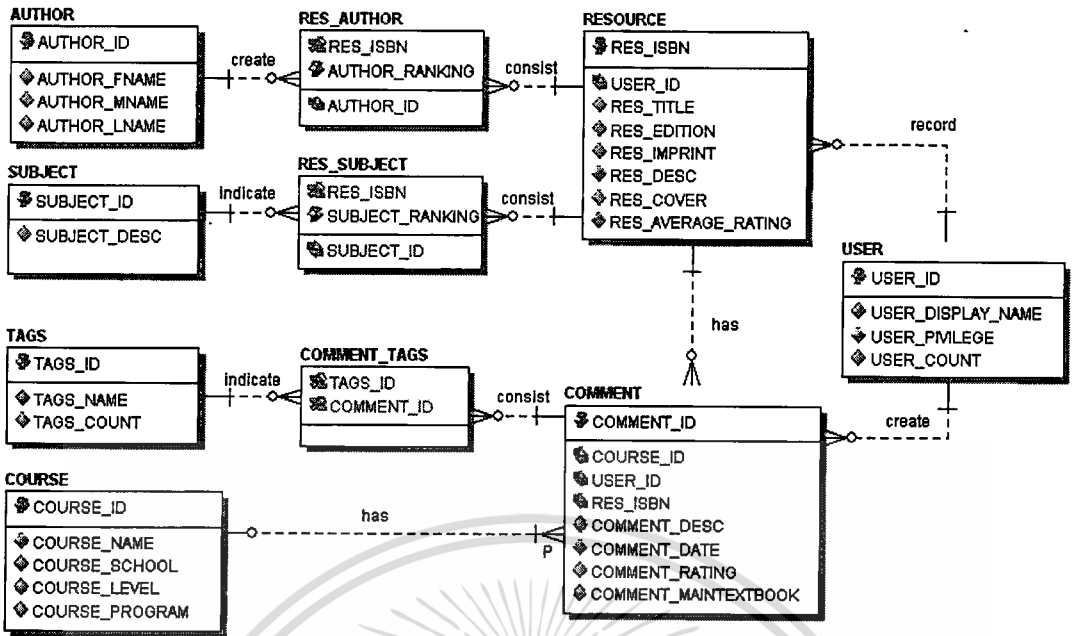 AUTHOR
AUTHOR_ID
AUTHOR_FNAME
AUTHOR_MNAME
AUTHOR_LNAME
create
RES_AUTHOR
RES_ISBN
AUTHOR_RANKING
AUTHOR_ID
consist
RESOURCE
RES_ISBN
USER_ID
RES_TITLE
RES_EDITION
RES_IMPRINT
RES_DESC
RES_COVER
RES_AVERAGE_RATING
record
SUBJECT
SUBJECT_ID
SUBJECT_DESC
indicate
RES_SUBJECT
RES_ISBN
SUBJECT_RANKING
SUBJECT_ID
consist
USER
USER_ID
USER_DISPLAY_NAME
USER_PIVILEGE
USER_COUNT
has
TAGS
TAGS_ID
TAGS_NAME
TAGS_COUNT
indicate
COMMENT_TAGS
TAGS_ID
COMMENT_ID
consist
COMMENT
COMMENT_ID
COURSE_ID
USER_ID
RES_ISBN
COMMENT_DESC
COMMENT_DATE
COMMENT_RATING
COMMENT_MAINTEXTBOOK
create
COURSE
COURSE_ID
COURSE_NAME
COURSE_SCHOOL
COURSE_LEVEL
COURSE_PROGRAM
has
P